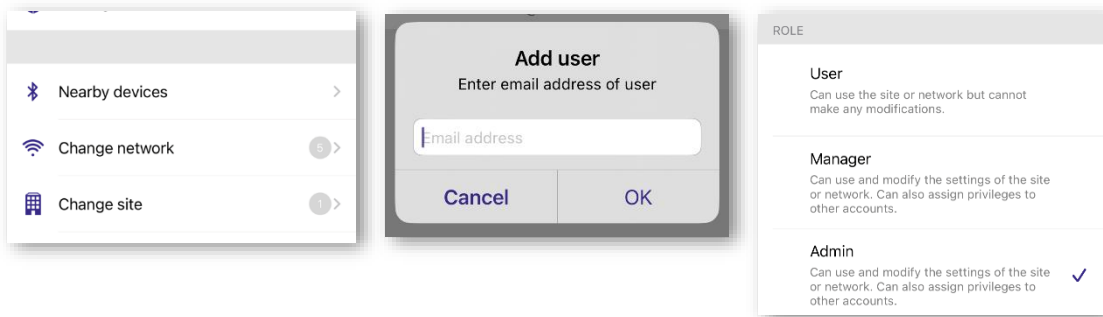 Nearby devices
Change network
5
Change site
1
Add user
Enter email address of user
Email address
Cancel
OK
ROLE
User
Can use the site or network but cannot
make any modifications.
Manager
Can use and modify the settings of the site
or network. Can also assign privileges to
other accounts.
Admin
Can use and modify the settings of the site
or network. Can also assign privileges to
other accounts.